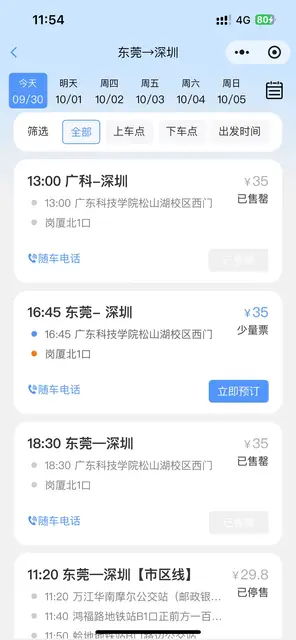 11:54
4G 80
东莞→深圳
今天 明天 周四 周五 周六 周日
09/30 10/01 10/02 10/03 10/04 10/05
筛选 全部 上车点 下车点 出发时间
13:00 广科–深圳 ¥35
13:00 广东科技学院松山湖校区西门 已售罄
岗厦北1口
随车电话 已售罄
16:45 东莞– 深圳 ¥35
16:45 广东科技学院松山湖校区西门 少量票
岗厦北1口
随车电话 立即预订
18:30 东莞—深圳 ¥35
18:30 广东科技学院松山湖校区西门 已售罄
岗厦北1口
随车电话 已售罄
11:20 东莞—深圳【市区线】 ¥29.8
11:20 万江华南摩尔公交站（邮政银... 已停售
11:40 鸿福路地铁站B1口正前方一百...